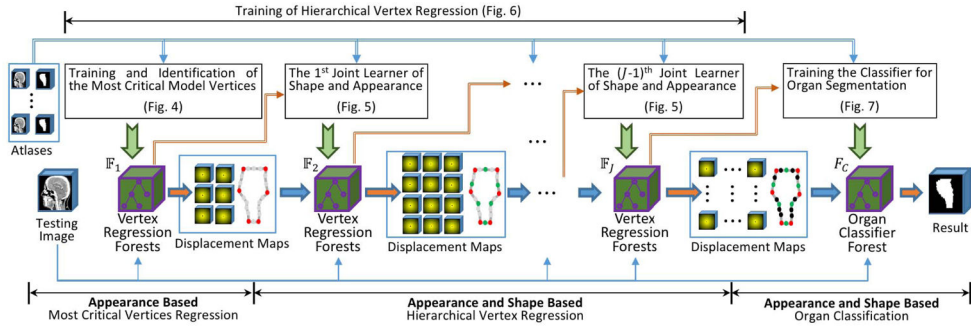 Training of Hierarchical Vertex Regression (Fig. 6)
Atlases
Training and Identification of
the Most Critical Model Vertices
(Fig. 4)
The 1st Joint Learner of
Shape and Appearance
(Fig. 5)
...
The (J-1)th Joint Learner
of Shape and Appearance
(Fig. 5)
Training the Classifier for
Organ Segmentation
(Fig. 7)
Testing
Image
𝔽1
Vertex
Regression
Forests
Displacement Maps
𝔽2
Vertex
Regression
Forests
Displacement Maps
...
...
𝔽J
Vertex
Regression
Forests
Displacement Maps
FC
Organ
Classifier
Forest
Result
Appearance Based
Most Critical Vertices Regression
Appearance and Shape Based
Hierarchical Vertex Regression
Appearance and Shape Based
Organ Classification